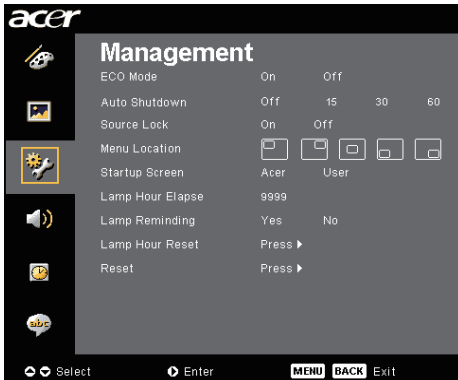 acer
Management
ECO Mode On Off
Auto Shutdown Off 15 30 60
Source Lock On Off
Menu Location
Startup Screen Acer User
Lamp Hour Elapse 9999
Lamp Reminding Yes No
Lamp Hour Reset Press
Reset Press
abc
Select Enter MENU BACK Exit